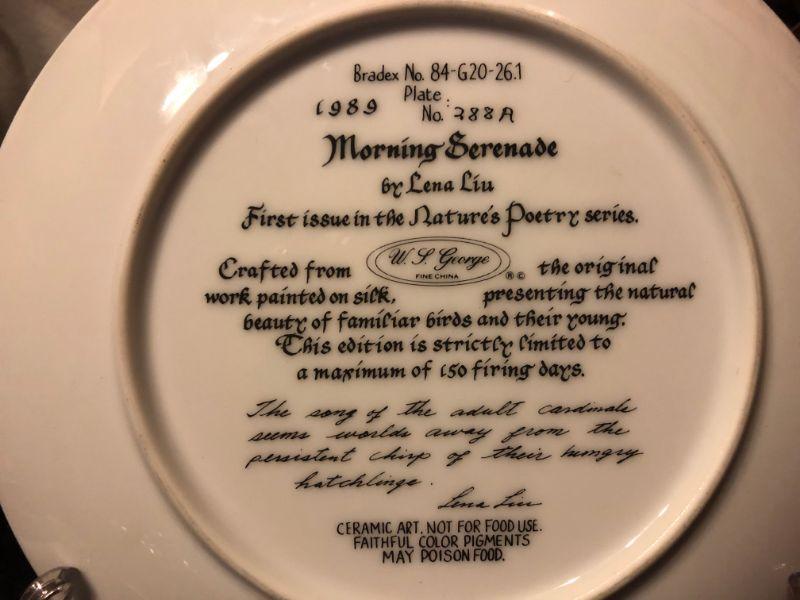 Bradex No. 84-G20-26.1
1989 Plate No. 288A
Morning Serenade
by Lena Liu
First issue in the Nature's Poetry series.
Crafted from W. S. George FINE CHINA ® © the original
work painted on silk, presenting the natural
beauty of familiar birds and their young.
This edition is strictly limited to
a maximum of 150 firing days.
The song of the adult cardinals
seems worlds away from the
persistent chirp of their hungry
hatchlings.
Lena Liu
CERAMIC ART. NOT FOR FOOD USE.
FAITHFUL COLOR PIGMENTS
MAY POISON FOOD.